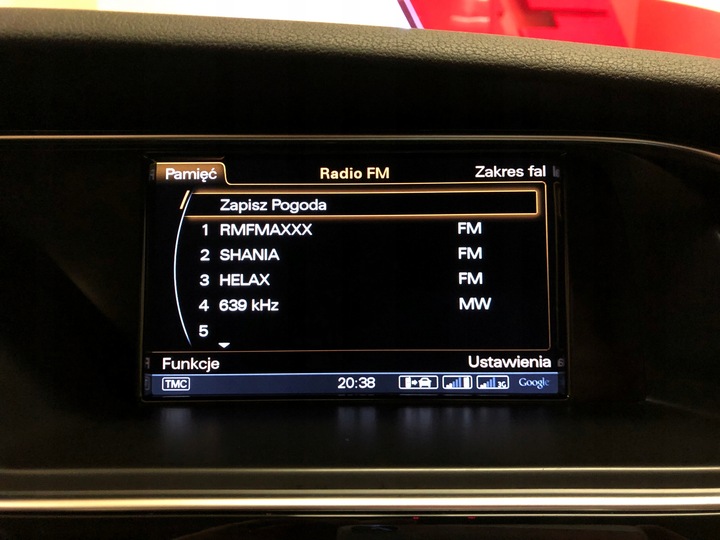 Pamięć Radio FM Zakres fal
Zapisz Pogoda
1 RMFMAXXX FM
2 SHANIA FM
3 HELAX FM
4 639 kHz MW
5
Funkcje Ustawienia
TMC 20:38 3G Google